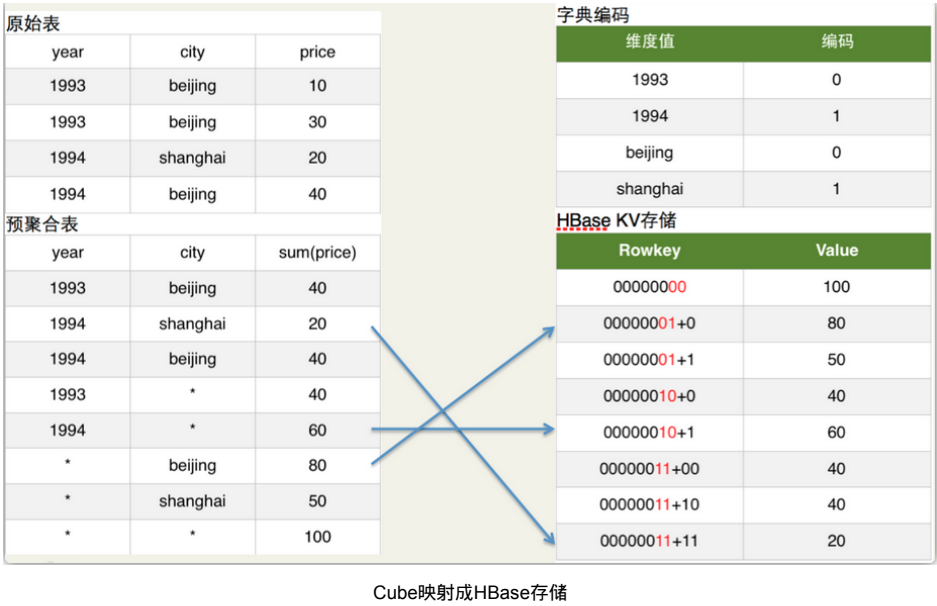 原始表
year city price
1993 beijing 10
1993 beijing 30
1994 shanghai 20
1994 beijing 40
预聚合表
year city sum(price)
1993 beijing 40
1994 shanghai 20
1994 beijing 40
1993 * 40
1994 * 60
* beijing 80
* shanghai 50
* * 100
字典编码
维度值 编码
1993 0
1994 1
beijing 0
shanghai 1
HBase KV存储
Rowkey Value
00000000 100
00000001+0 80
00000001+1 50
00000010+0 40
00000010+1 60
00000011+00 40
00000011+10 40
00000011+11 20
Cube映射成HBase存储